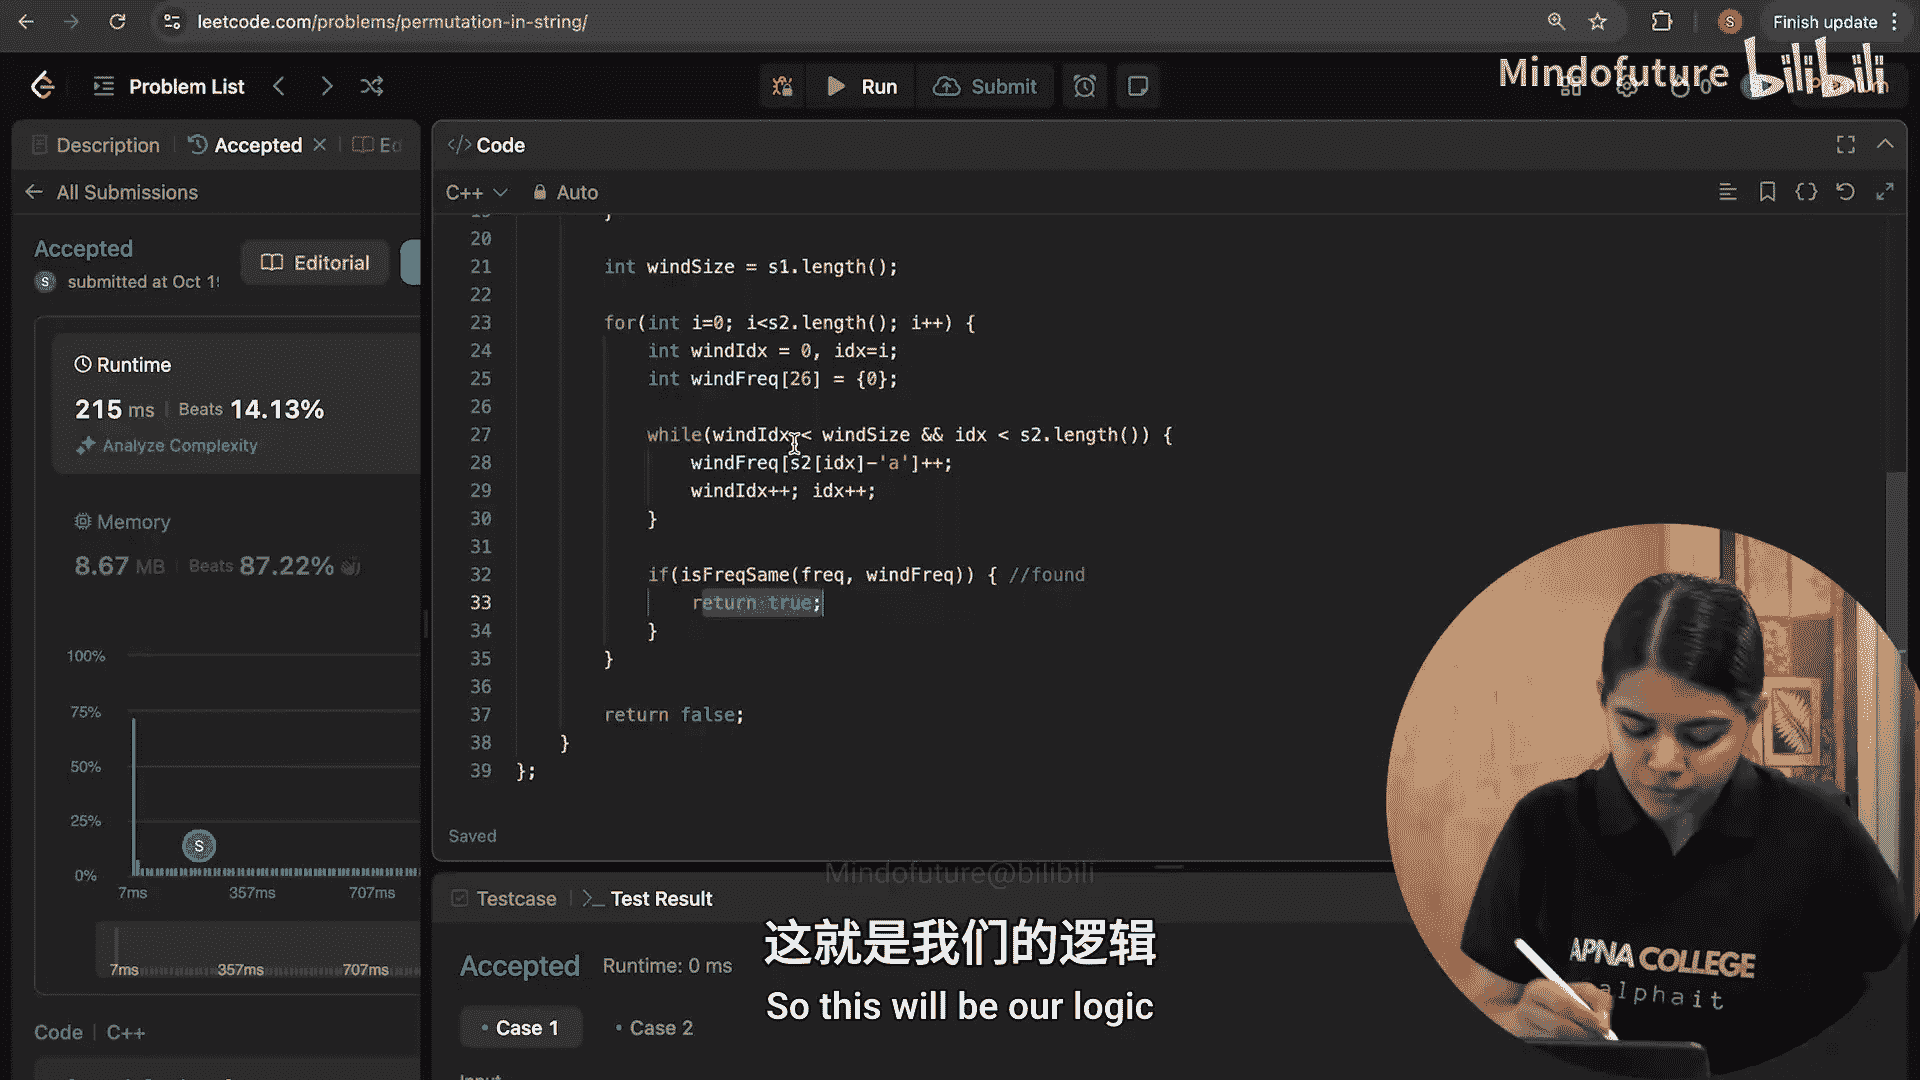 leetcode.com/problems/permutation-in-string/
S
Finish update
Mindofuture bilibili
Problem List
Run
Submit
0
Description
Accepted
Ed
</> Code
All Submissions
C++
Auto
Accepted
Editorial
S submitted at Oct 1
Runtime
215 ms | Beats 14.13%
Analyze Complexity
Memory
8.67 MB | Beats 87.22%
100%
75%
50%
25%
0%
S
7ms 357ms 707ms
7ms 357ms 707ms
Code | C++
20
21 int windSize = s1.length();
22
23 for(int i=0; i<s2.length(); i++) {
24 int windIdx = 0, idx=i;
25 int windFreq[26] = {0};
26
27 while(windIdx < windSize && idx < s2.length()) {
28 windFreq[s2[idx]-'a']++;
29 windIdx++; idx++;
30 }
31
32 if(isFreqSame(freq, windFreq)) { //found
33 return true;
34 }
35 }
36
37 return false;
38 }
39 };
Saved
Mindofuture@bilibili
Testcase
Test Result
Accepted Runtime: 0 ms
• Case 1 • Case 2
这就是我们的逻辑
So this will be our logic
APNA COLLEGE
alpha